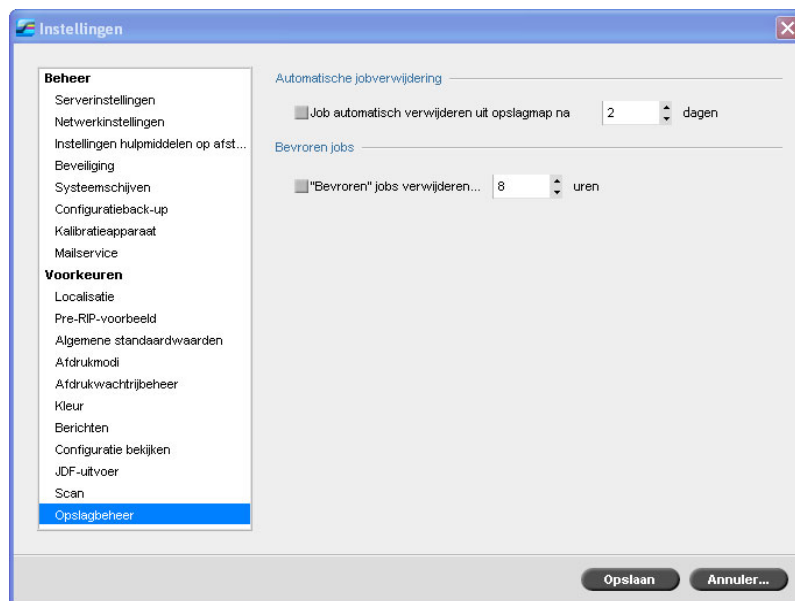 Instellingen
Beheer
Serverinstellingen
Netwerkinstellingen
Instellingen hulpmiddelen op afst...
Beveiliging
Systeemschijven
Configuratieback-up
Kalibratieapparaat
Mailservice
Voorkeuren
Localisatie
Pre-RIP-voorbeeld
Algemene standaardwaarden
Afdrukmodi
Afdrukwachtrijbeheer
Kleur
Berichten
Configuratie bekijken
JDF-uitvoer
Scan
Opslagbeheer
Automatische jobverwijdering
Job automatisch verwijderen uit opslagmap na 2 dagen
Bevroren jobs
"Bevroren" jobs verwijderen... 8 uren
Opslaan Annuler...